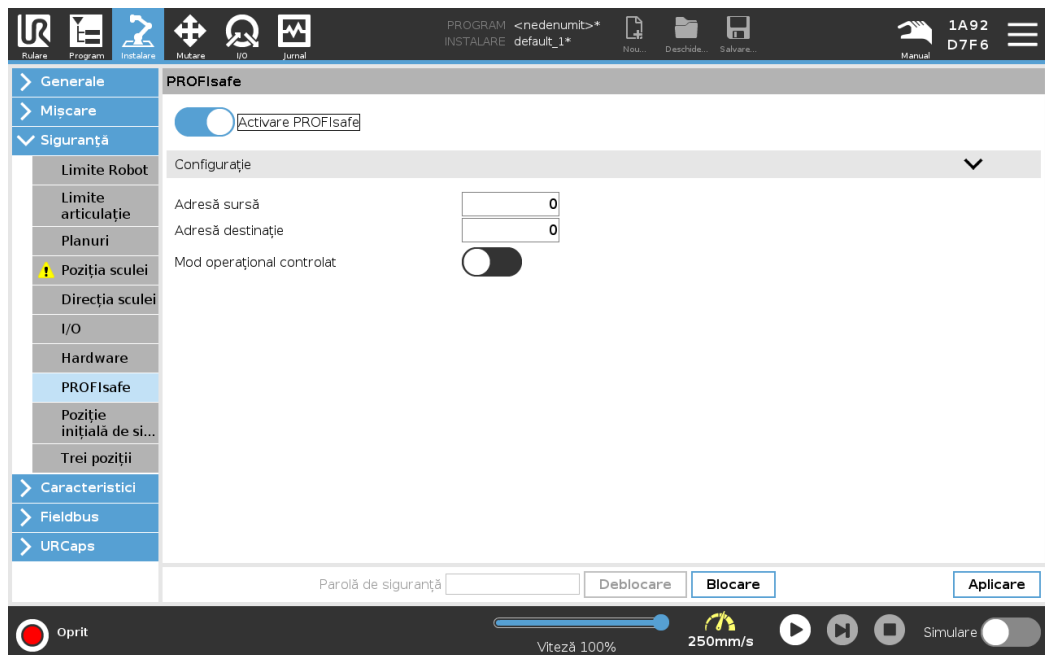 PROGRAM <nedenumit>*
INSTALARE default_1*
1A92
D7F6
Rulare Program Instalare Mutare I/O Jurnal Nou... Deschide... Salvare... Manual
Generale
Mișcare
Siguranță
Limite Robot
Limite
articulație
Planuri
Poziția sculei
Direcția sculei
I/O
Hardware
PROFIsafe
Poziție
inițială de si...
Trei poziții
Caracteristici
Fieldbus
URCaps
PROFIsafe
Activare PROFIsafe
Configurație
Adresă sursă 0
Adresă destinație 0
Mod operațional controlat
Parolă de siguranță Deblocare Blocare Aplicare
Oprit
Viteză 100%
250mm/s
Simulare